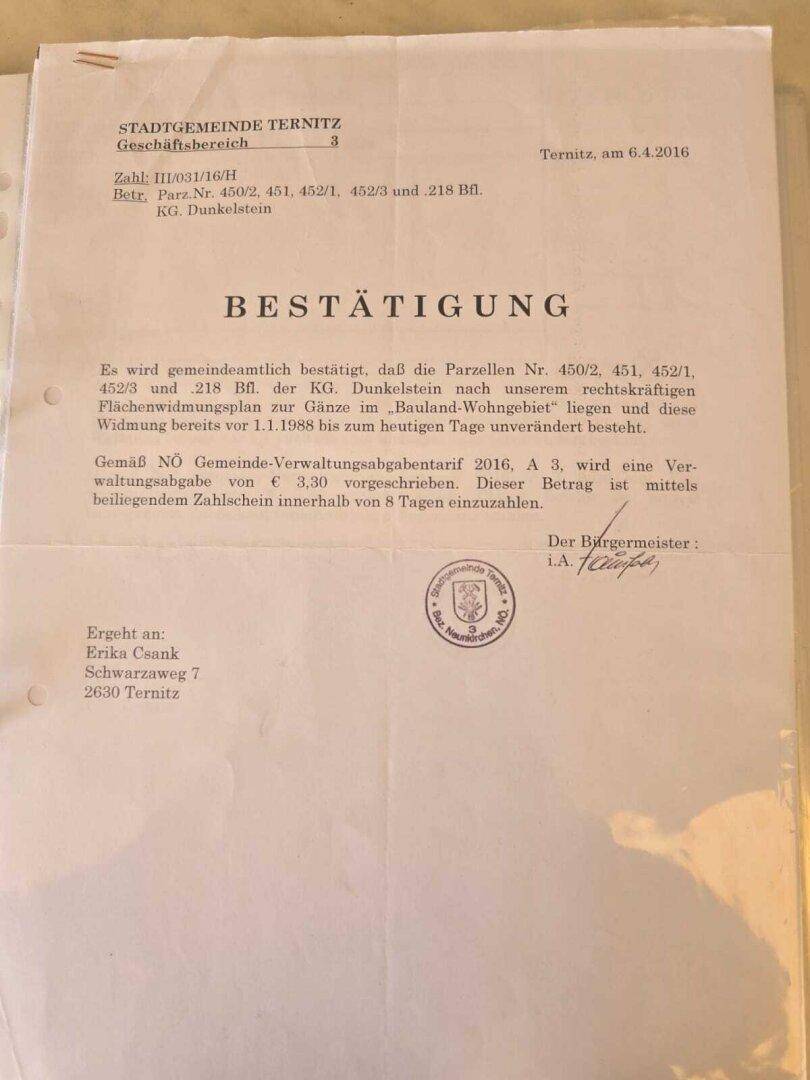 STADTGEMEINDE TERNITZ
Geschäftsbereich 3
Ternitz, am 6.4.2016
Zahl: III/031/16/H
Betr. Parz.Nr. 450/2, 451, 452/1, 452/3 und .218 Bfl.
KG. Dunkelstein
BESTÄTIGUNG
Es wird gemeindeamtlich bestätigt, daß die Parzellen Nr. 450/2, 451, 452/1,
452/3 und .218 Bfl. der KG. Dunkelstein nach unserem rechtskräftigen
Flächenwidmungsplan zur Gänze im „Bauland-Wohngebiet“ liegen und diese
Widmung bereits vor 1.1.1988 bis zum heutigen Tage unverändert besteht.
Gemäß NÖ Gemeinde-Verwaltungsabgabentarif 2016, A 3, wird eine Ver-
waltungsabgabe von € 3,30 vorgeschrieben. Dieser Betrag ist mittels
beiliegendem Zahlschein innerhalb von 8 Tagen einzuzahlen.
Der Bürgermeister :
i.A.
Stadtgemeinde Ternitz
3
Bez. Neunkirchen, NÖ.
Ergeht an:
Erika Csank
Schwarzaweg 7
2630 Ternitz